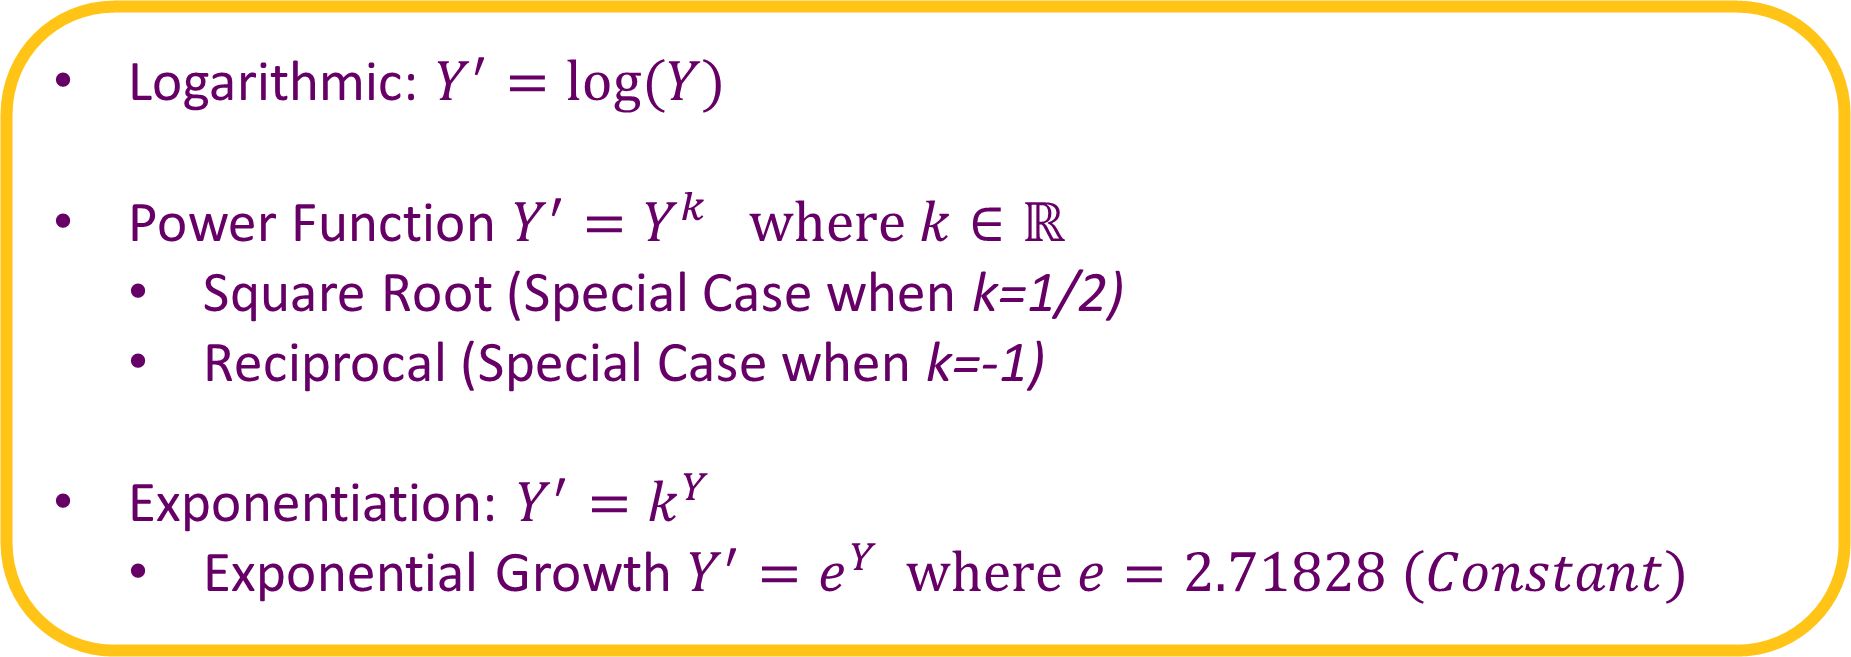 • Logarithmic: Y′ = log(Y)
• Power Function Y′ = Yᵏ where k ∈ ℝ
• Square Root (Special Case when k=1/2)
• Reciprocal (Special Case when k=-1)
• Exponentiation: Y′ = k^Y
• Exponential Growth Y′ = e^Y where e = 2.71828 (Constant)